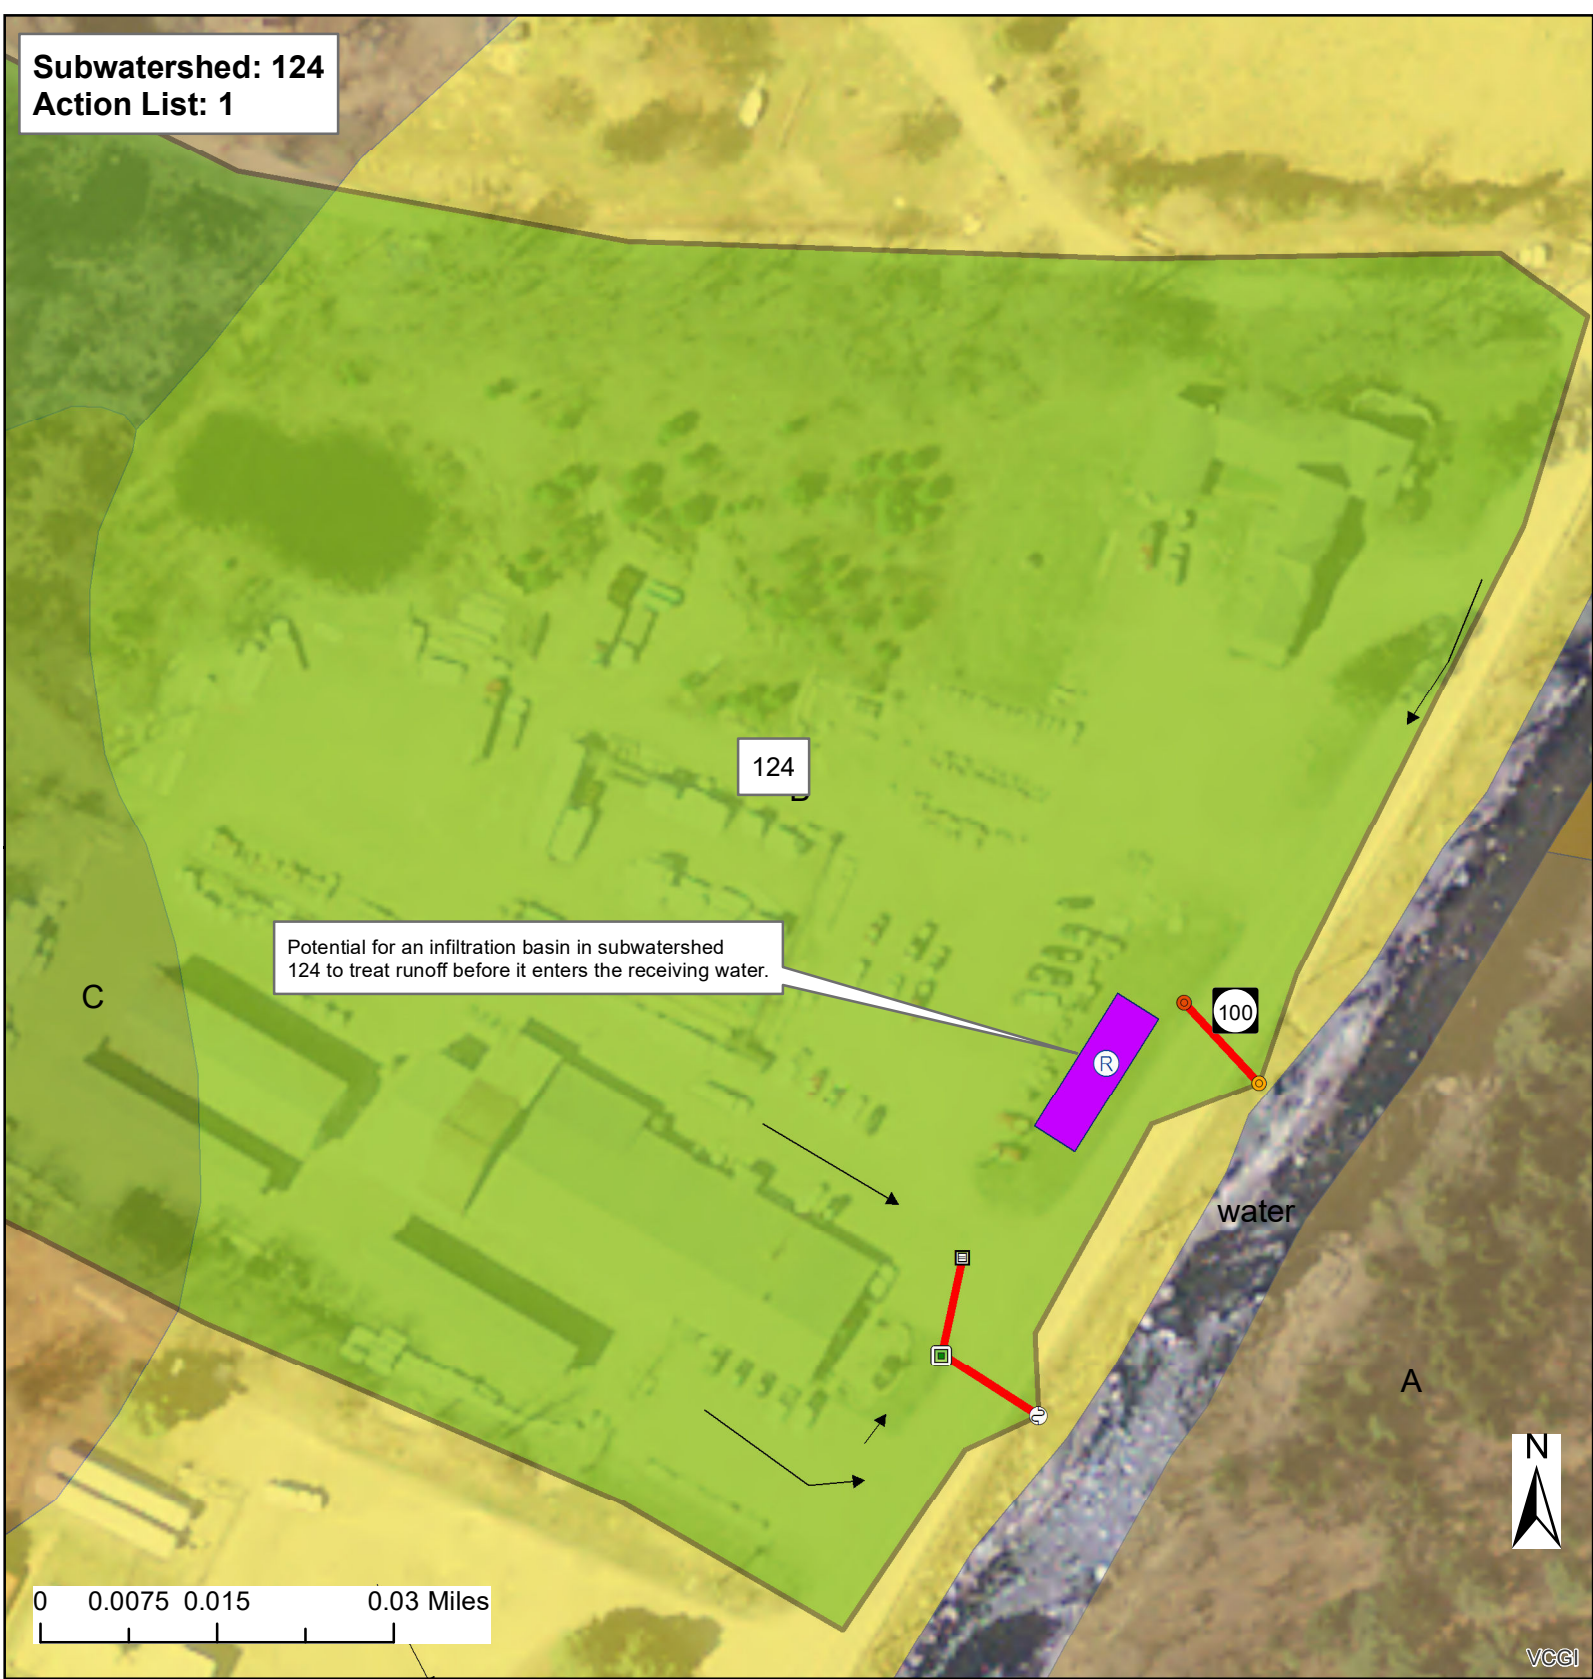 Subwatershed: 124
Action List: 1
124
B
Potential for an infiltration basin in subwatershed
124 to treat runoff before it enters the receiving water.
C
100
R
water
A
N
0 0.0075 0.015 0.03 Miles
VCGI